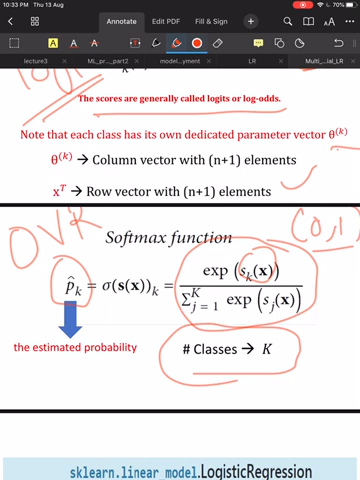 10:33 PM Thu 13 Aug
70%
Annotate Edit PDF Fill & Sign
lecture3 ML_pr..._part2 model...yment LR Multi_...ial_LR
The scores are generally called logits or log-odds.
Note that each class has its own dedicated parameter vector θ(k)
θ(k) → Column vector with (n+1) elements
xT → Row vector with (n+1) elements
OVR
(0,1)
Softmax function
p̂k = σ(s(x))k = exp (sk(x)) / ∑j = 1K exp (sj(x))
the estimated probability
# Classes → K
sklearn.linear_model.LogisticRegression